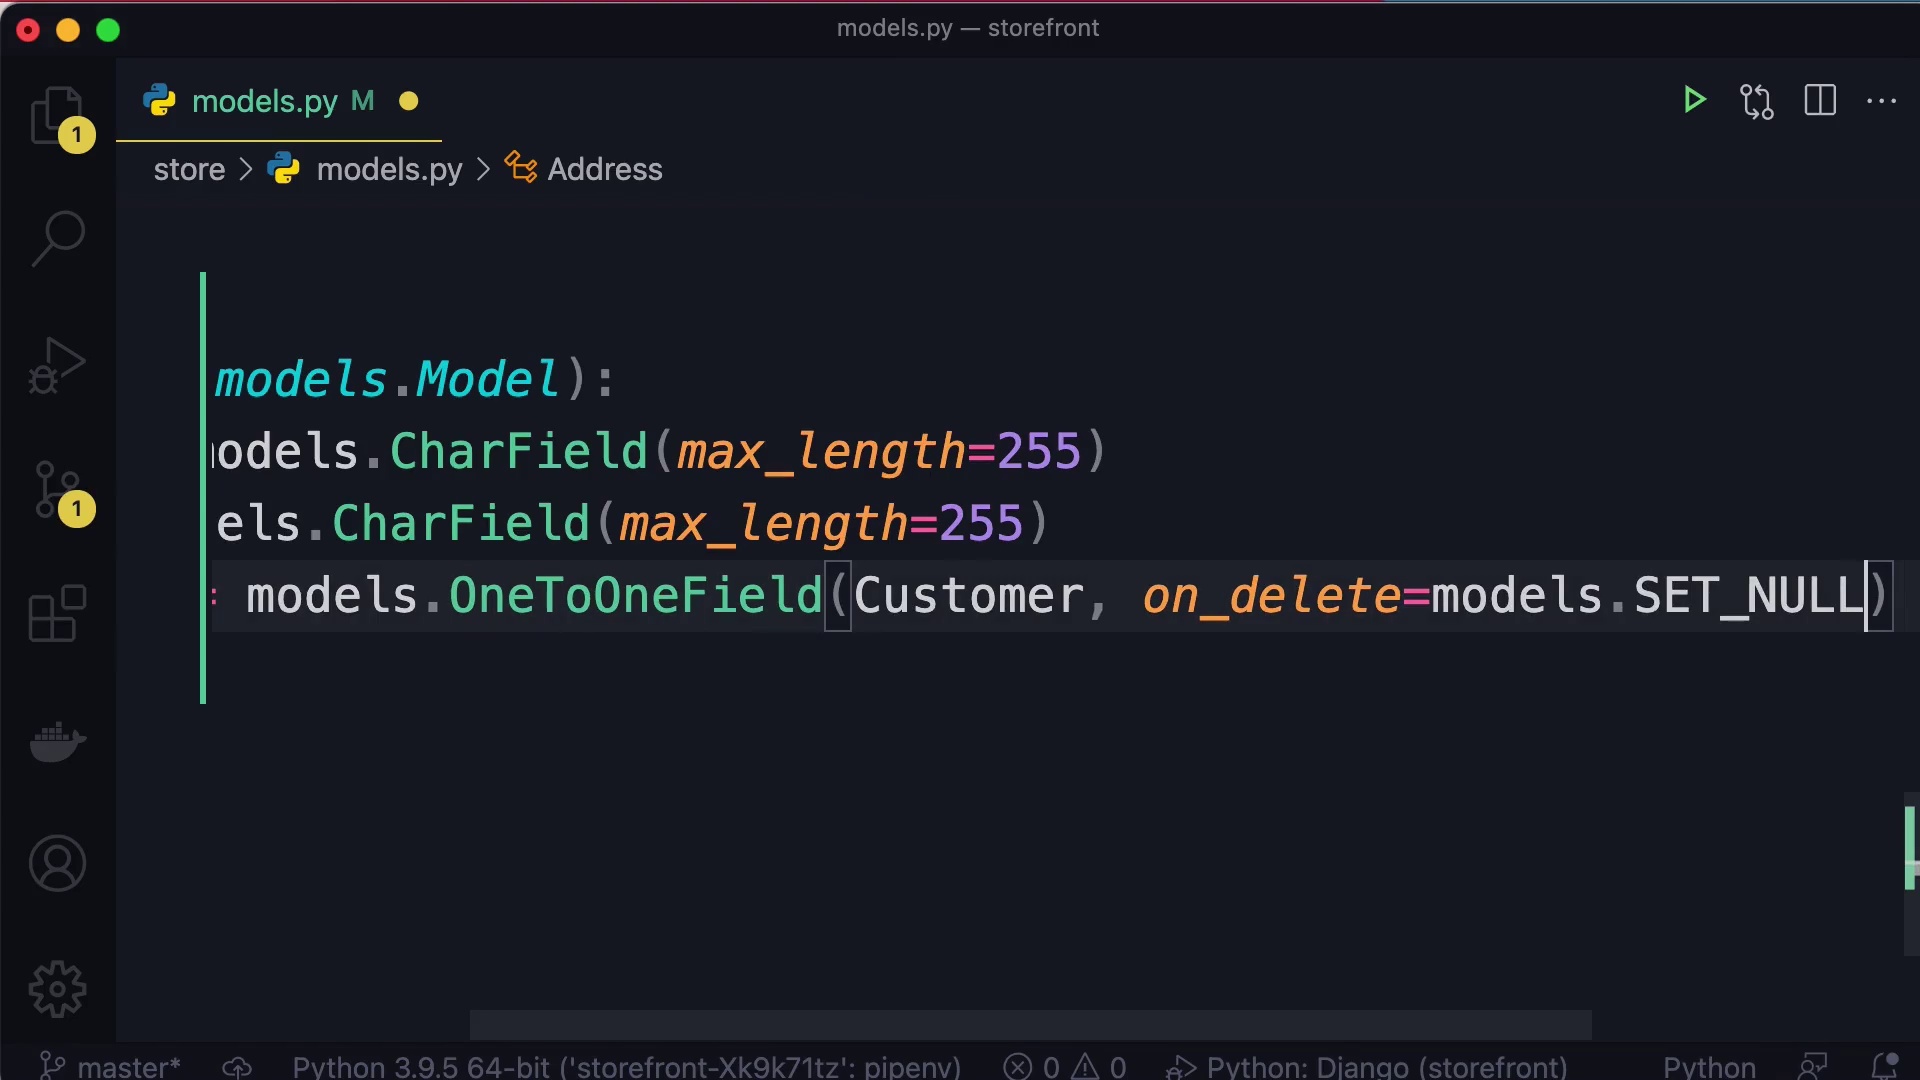 models.py — storefront
models.py M
1
store > models.py > Address
models.Model):
odels.CharField(max_length=255)
els.CharField(max_length=255)
= models.OneToOneField(Customer, on_delete=models.SET_NULL)
1
master* Python 3.9.5 64-bit ('storefront-Xk9k71tz': pipenv) 0 0 Python: Django (storefront) Python